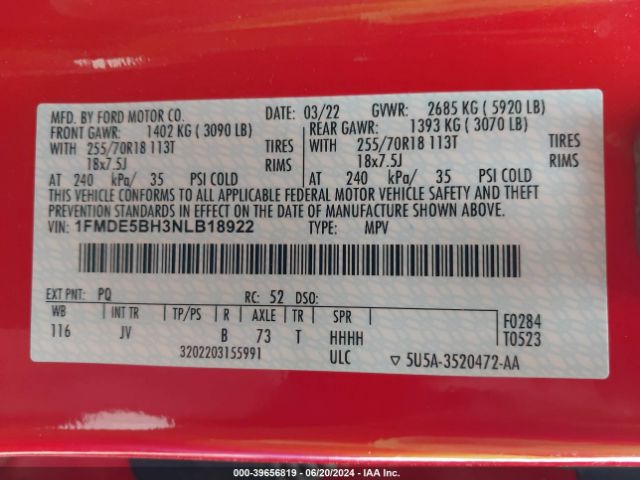 MFD. BY FORD MOTOR CO. DATE: 03/22 GVWR: 2685 KG ( 5920 LB)
FRONT GAWR: 1402 KG ( 3090 LB) REAR GAWR: 1393 KG ( 3070 LB)
WITH 255/70R18 113T TIRES WITH 255/70R18 113T TIRES
18x7.5J RIMS 18x7.5J RIMS
AT 240 kPa/ 35 PSI COLD AT 240 kPa/ 35 PSI COLD
THIS VEHICLE CONFORMS TO ALL APPLICABLE FEDERAL MOTOR VEHICLE SAFETY AND THEFT
PREVENTION STANDARDS IN EFFECT ON THE DATE OF MANUFACTURE SHOWN ABOVE.
VIN: 1FMDE5BH3NLB18922 TYPE: MPV
EXT PNT: PQ RC: 52 DSO:
WB INT TR TP/PS R AXLE TR SPR F0284
116 JV B 73 T HHHH T0523
3202203155991 ULC ▽ 5U5A-3520472-AA
© IAA 00-39656819 / 06/20/2024 / IAAI.COM